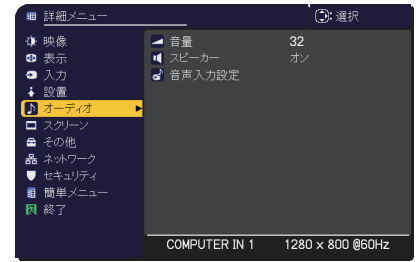 詳細メニュー
:選択
映像
表示
入力
設置
オーディオ
スクリーン
その他
ネットワーク
セキュリティ
簡単メニュー
終了
音量 32
スピーカー オン
音声入力設定
COMPUTER IN 1 1280 × 800 @60Hz